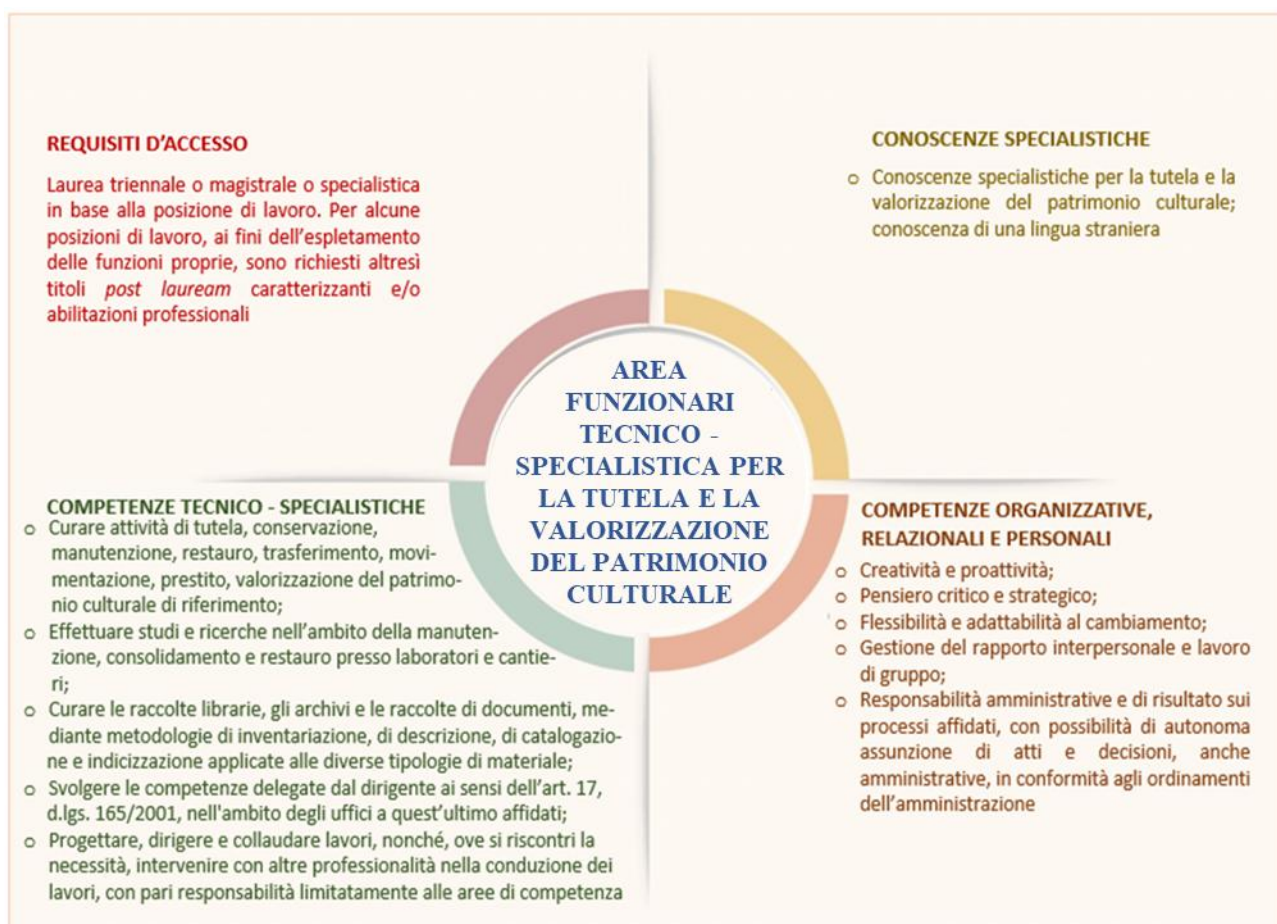 REQUISITI D'ACCESSO
Laurea triennale o magistrale o specialistica
in base alla posizione di lavoro. Per alcune
posizioni di lavoro, ai fini dell'espletamento
delle funzioni proprie, sono richiesti altresì
titoli post lauream caratterizzanti e/o
abilitazioni professionali
CONOSCENZE SPECIALISTICHE
o Conoscenze specialistiche per la tutela e la
valorizzazione del patrimonio culturale;
conoscenza di una lingua straniera
AREA
FUNZIONARI
TECNICO -
SPECIALISTICA PER
LA TUTELA E LA
VALORIZZAZIONE
DEL PATRIMONIO
CULTURALE
COMPETENZE TECNICO - SPECIALISTICHE
o Curare attività di tutela, conservazione,
manutenzione, restauro, trasferimento, movi-
mentazione, prestito, valorizzazione del patrimo-
nio culturale di riferimento;
o Effettuare studi e ricerche nell'ambito della manuten-
zione, consolidamento e restauro presso laboratori e cantie-
ri;
o Curare le raccolte librarie, gli archivi e le raccolte di documenti, me-
diante metodologie di inventariazione, di descrizione, di catalogazio-
ne e indicizzazione applicate alle diverse tipologie di materiale;
o Svolgere le competenze delegate dal dirigente ai sensi dell'art. 17,
d.lgs. 165/2001, nell'ambito degli uffici a quest'ultimo affidati;
o Progettare, dirigere e collaudare lavori, nonché, ove si riscontri la
necessità, intervenire con altre professionalità nella conduzione dei
lavori, con pari responsabilità limitatamente alle aree di competenza
COMPETENZE ORGANIZZATIVE,
RELAZIONALI E PERSONALI
o Creatività e proattività;
o Pensiero critico e strategico;
o Flessibilità e adattabilità al cambiamento;
o Gestione del rapporto interpersonale e lavoro
di gruppo;
o Responsabilità amministrative e di risultato sui
processi affidati, con possibilità di autonoma
assunzione di atti e decisioni, anche
amministrative, in conformità agli ordinamenti
dell'amministrazione